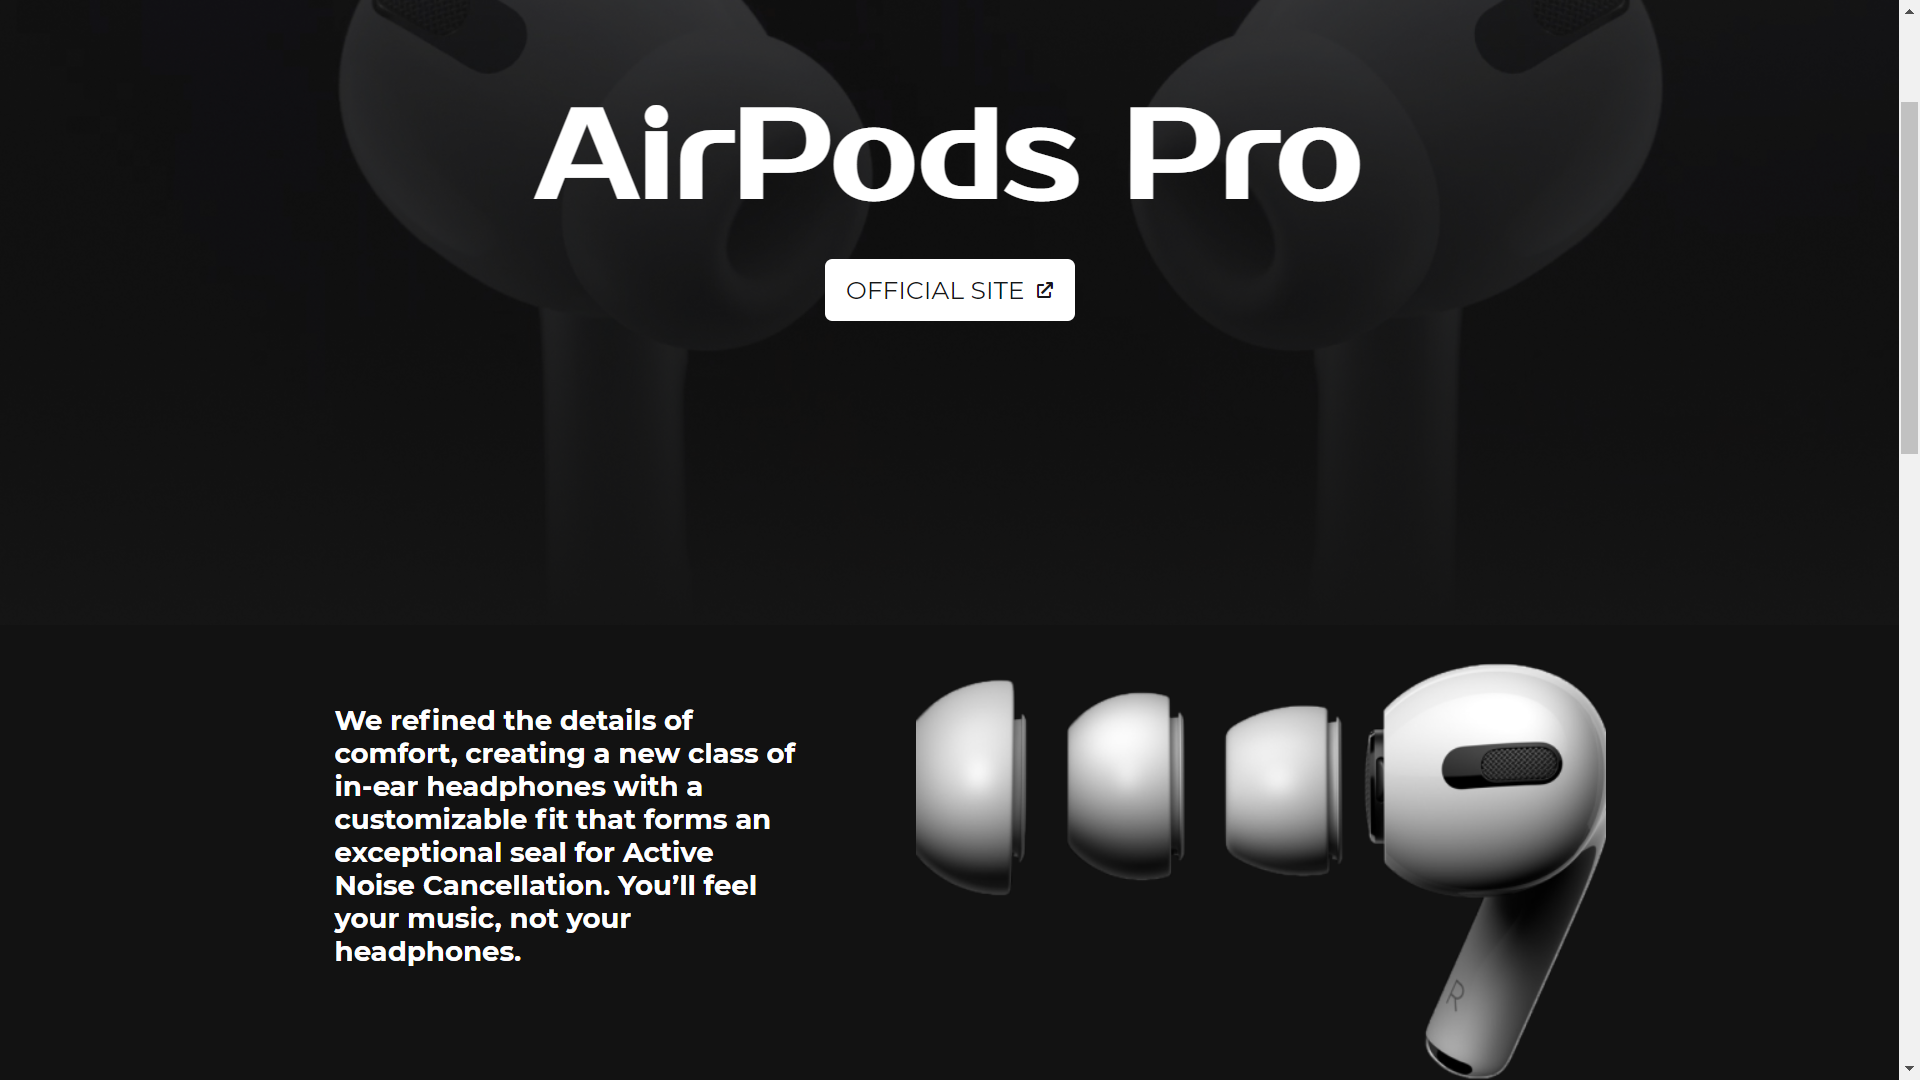 AirPods Pro
OFFICIAL SITE
We refined the details of
comfort, creating a new class of
in-ear headphones with a
customizable fit that forms an
exceptional seal for Active
Noise Cancellation. You’ll feel
your music, not your
headphones.
R